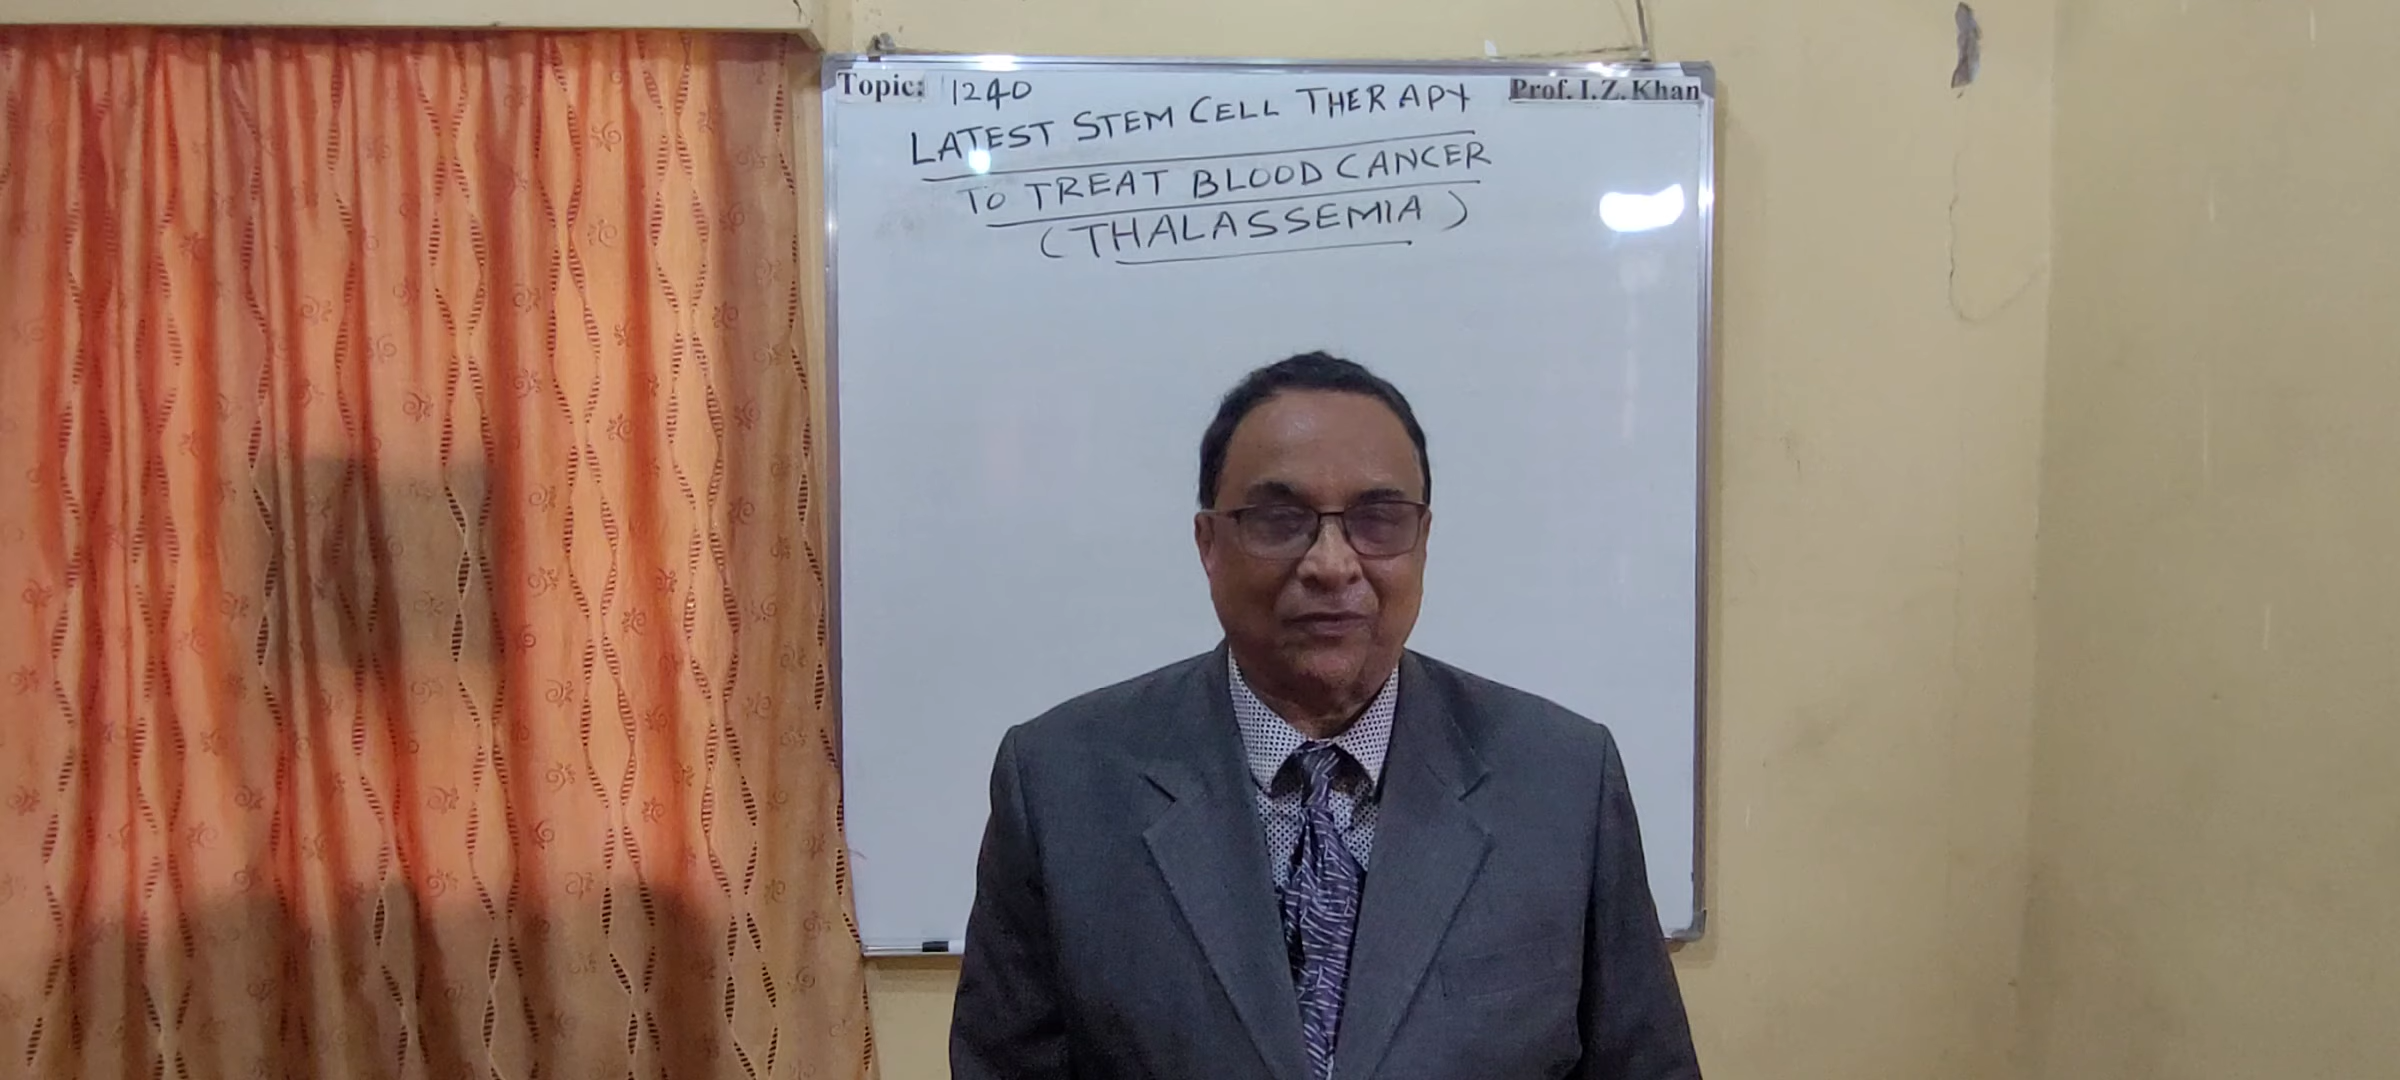 Topic: 1240 Prof. I. Z. Khan
LATEST STEM CELL THERAPY
TO TREAT BLOOD CANCER
(THALASSEMIA)